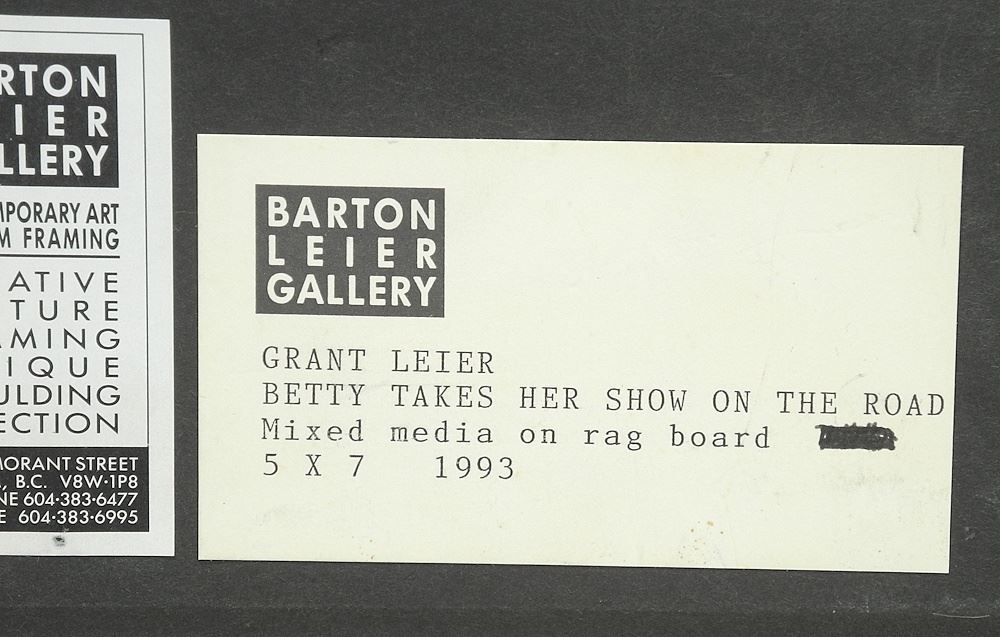 RTON
IER
LLERY
MPORARY ART
M FRAMING
ATIVE
TURE
MING
IQUE
ULDING
ECTION
MORANT STREET
, B.C. V8W·1P8
NE 604·383·6477
E 604·383·6995
BARTON
LEIER
GALLERY
GRANT LEIER
BETTY TAKES HER SHOW ON THE ROAD
Mixed media on rag board
5 X 7 1993